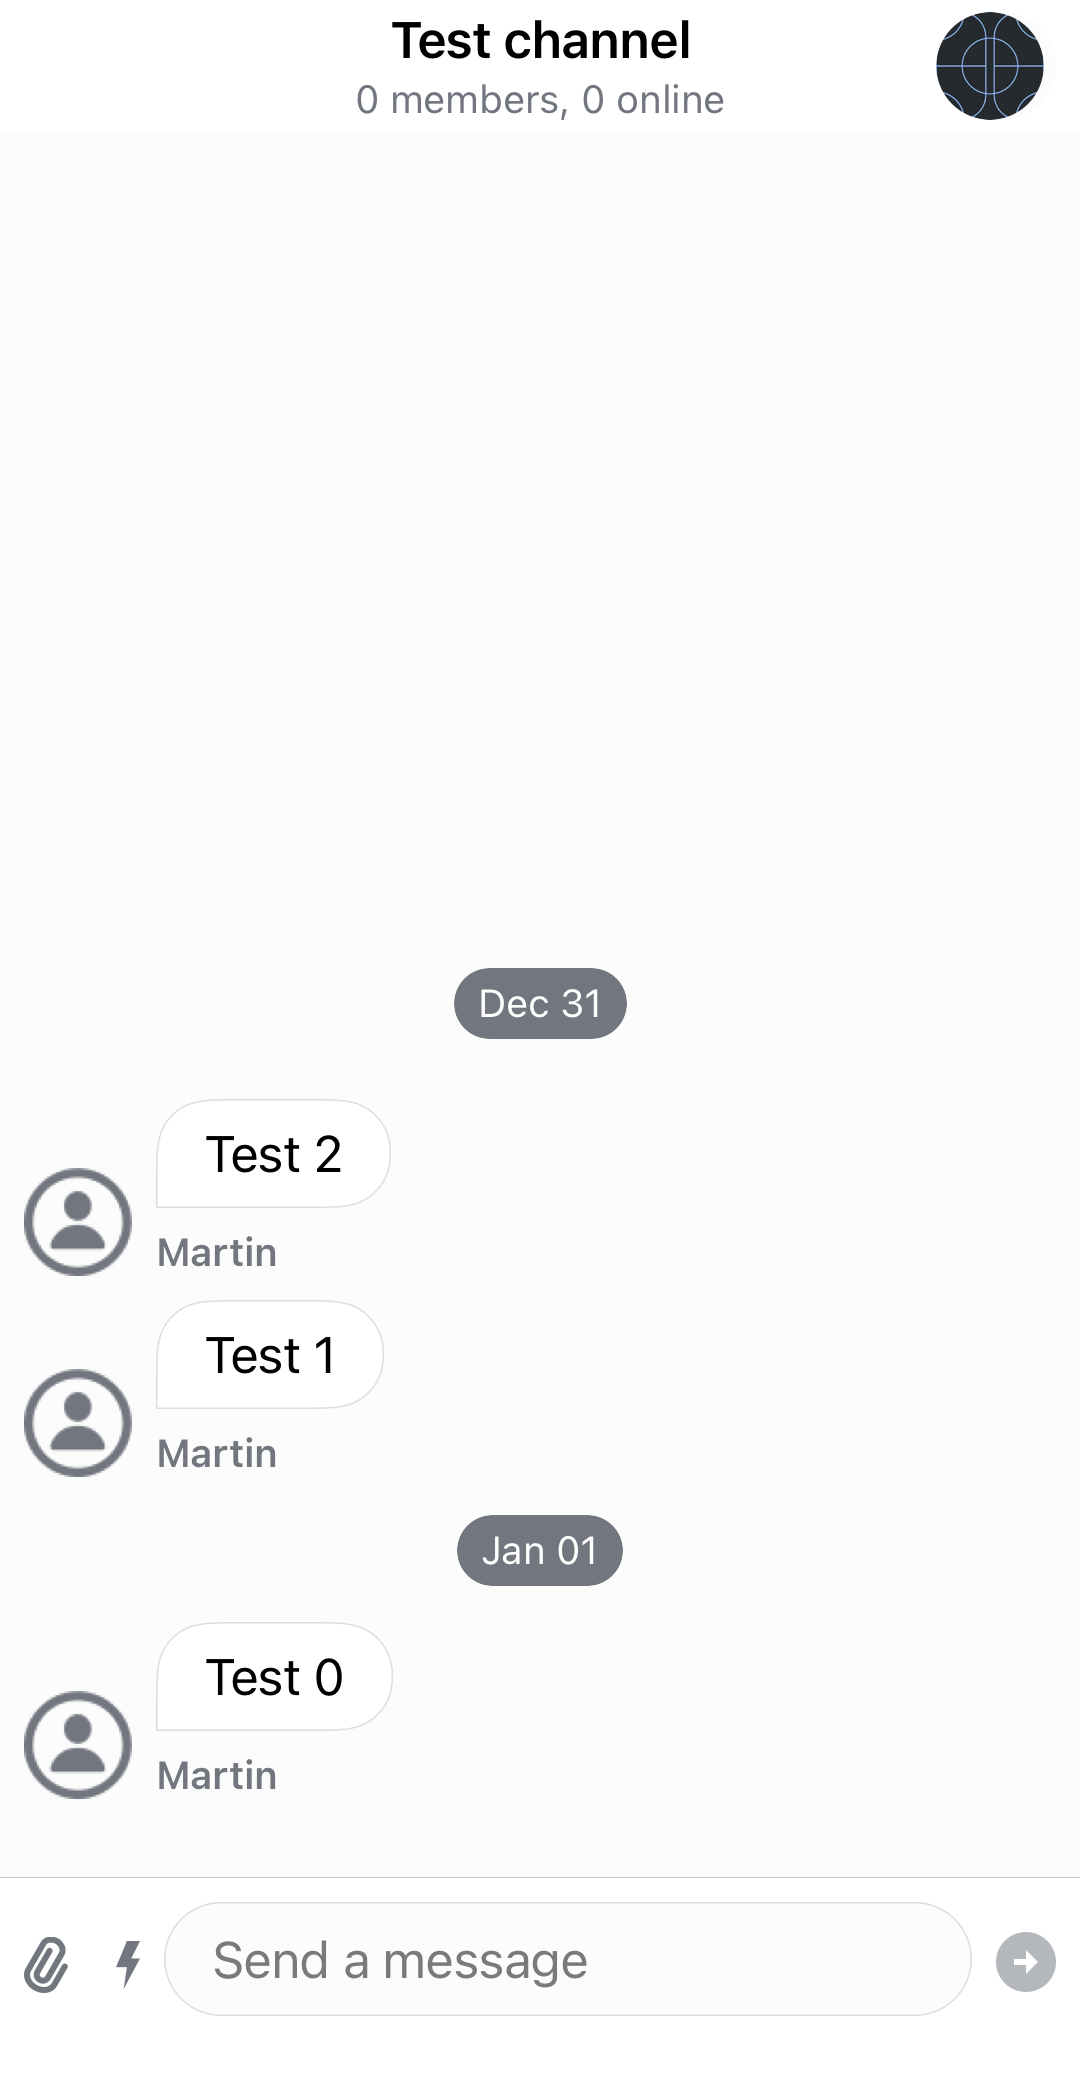 Test channel
0 members, 0 online
Dec 31
Test 2
Martin
Test 1
Martin
Jan 01
Test 0
Martin
Send a message